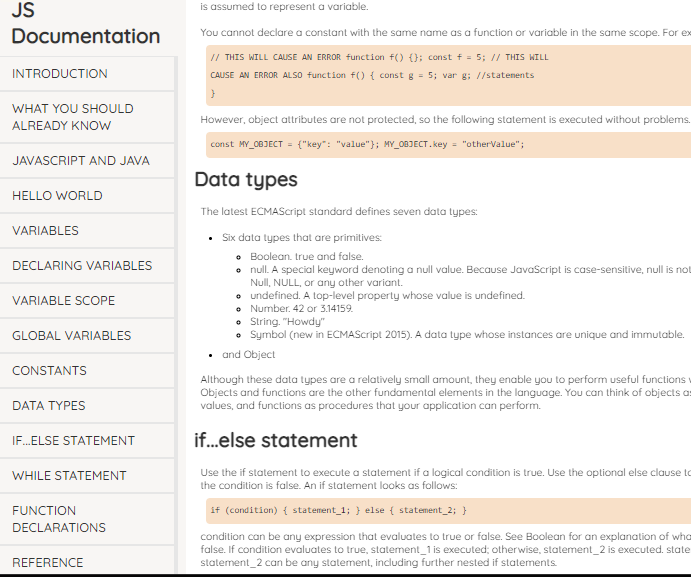 JS
Documentation
INTRODUCTION
WHAT YOU SHOULD
ALREADY KNOW
JAVASCRIPT AND JAVA
HELLO WORLD
VARIABLES
DECLARING VARIABLES
VARIABLE SCOPE
GLOBAL VARIABLES
CONSTANTS
DATA TYPES
IF...ELSE STATEMENT
WHILE STATEMENT
FUNCTION
DECLARATIONS
REFERENCE
is assumed to represent a variable.
You cannot declare a constant with the same name as a function or variable in the same scope. For ex
// THIS WILL CAUSE AN ERROR function f() {}; const f = 5; // THIS WILL
CAUSE AN ERROR ALSO function f() { const g = 5; var g; //statements
}
However, object attributes are not protected, so the following statement is executed without problems.
const MY_OBJECT = {"key": "value"}; MY_OBJECT.key = "otherValue";
Data types
The latest ECMAScript standard defines seven data types:
• Six data types that are primitives:
Boolean. true and false.
null. A special keyword denoting a null value. Because JavaScript is case-sensitive, null is not
Null, NULL, or any other variant.
undefined. A top-level property whose value is undefined.
Number. 42 or 3.14159.
String. "Howdy"
Symbol (new in ECMAScript 2015). A data type whose instances are unique and immutable.
• and Object
Although these data types are a relatively small amount, they enable you to perform useful functions
Objects and functions are the other fundamental elements in the language. You can think of objects as
values, and functions as procedures that your application can perform.
if...else statement
Use the if statement to execute a statement if a logical condition is true. Use the optional else clause to
the condition is false. An if statement looks as follows:
if (condition) { statement_1; } else { statement_2; }
condition can be any expression that evaluates to true or false. See Boolean for an explanation of wha
false. If condition evaluates to true, statement_1 is executed; otherwise, statement_2 is executed. state
statement_2 can be any statement, including further nested if statements.